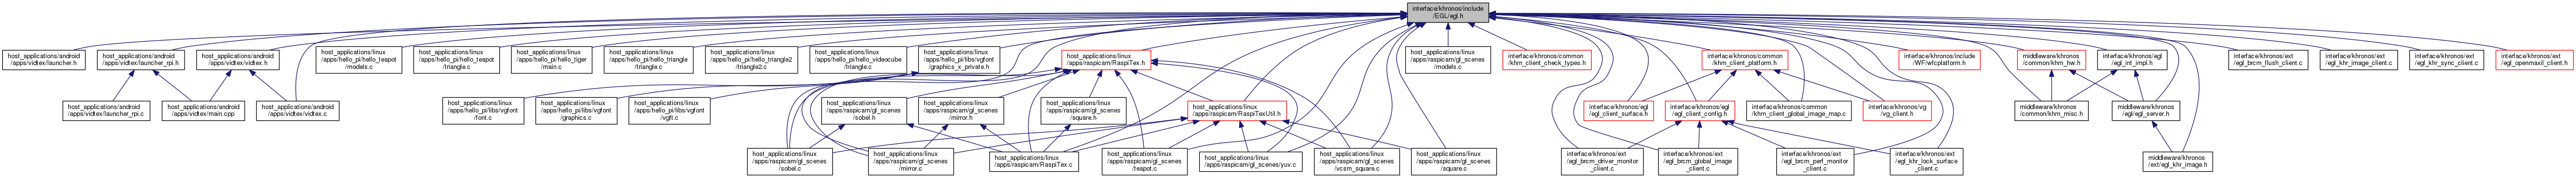 interface/khronos/include
/EGL/egl.h
host_applications/android
/apps/vidtex/launcher.h
host_applications/android
/apps/vidtex/launcher_rpi.h
host_applications/android
/apps/vidtex/vidtex.h
host_applications/linux
/apps/hello_pi/hello_teapot
/models.c
host_applications/linux
/apps/hello_pi/hello_teapot
/triangle.c
host_applications/linux
/apps/hello_pi/hello_tiger
/main.c
host_applications/linux
/apps/hello_pi/hello_triangle
/triangle.c
host_applications/linux
/apps/hello_pi/hello_triangle2
/triangle2.c
host_applications/linux
/apps/hello_pi/hello_videocube
/triangle.c
host_applications/linux
/apps/hello_pi/libs/vgfont
/graphics_x_private.h
host_applications/linux
/apps/raspicam/RaspiTex.h
host_applications/linux
/apps/raspicam/gl_scenes
/models.c
interface/khronos/common
/khrn_client_check_types.h
interface/khronos/common
/khrn_client_platform.h
interface/khronos/include
/WF/wfcplatform.h
middleware/khronos
/common/khrn_hw.h
interface/khronos/egl
/egl_int_impl.h
interface/khronos/ext
/egl_brcm_flush_client.c
interface/khronos/ext
/egl_khr_image_client.c
interface/khronos/ext
/egl_khr_sync_client.c
interface/khronos/ext
/egl_openmaxil_client.h
host_applications/android
/apps/vidtex/launcher_rpi.c
host_applications/android
/apps/vidtex/main.cpp
host_applications/android
/apps/vidtex/vidtex.c
host_applications/linux
/apps/hello_pi/libs/vgfont
/font.c
host_applications/linux
/apps/hello_pi/libs/vgfont
/graphics.c
host_applications/linux
/apps/hello_pi/libs/vgfont
/vgft.c
host_applications/linux
/apps/raspicam/gl_scenes
/sobel.h
host_applications/linux
/apps/raspicam/gl_scenes
/mirror.h
host_applications/linux
/apps/raspicam/gl_scenes
/square.h
host_applications/linux
/apps/raspicam/RaspiTexUtil.h
interface/khronos/egl
/egl_client_surface.h
interface/khronos/egl
/egl_client_config.h
interface/khronos/common
/khrn_client_global_image_map.c
interface/khronos/vg
/vg_client.h
middleware/khronos
/common/khrn_misc.h
middleware/khronos
/egl/egl_server.h
host_applications/linux
/apps/raspicam/gl_scenes
/sobel.c
host_applications/linux
/apps/raspicam/gl_scenes
/mirror.c
host_applications/linux
/apps/raspicam/RaspiTex.c
host_applications/linux
/apps/raspicam/gl_scenes
/teapot.c
host_applications/linux
/apps/raspicam/gl_scenes/yuv.c
host_applications/linux
/apps/raspicam/gl_scenes
/vcsm_square.c
host_applications/linux
/apps/raspicam/gl_scenes
/square.c
interface/khronos/ext
/egl_brcm_driver_monitor
_client.c
interface/khronos/ext
/egl_brcm_global_image
_client.c
interface/khronos/ext
/egl_brcm_perf_monitor
_client.c
interface/khronos/ext
/egl_khr_lock_surface
_client.c
middleware/khronos
/ext/egl_khr_image.h